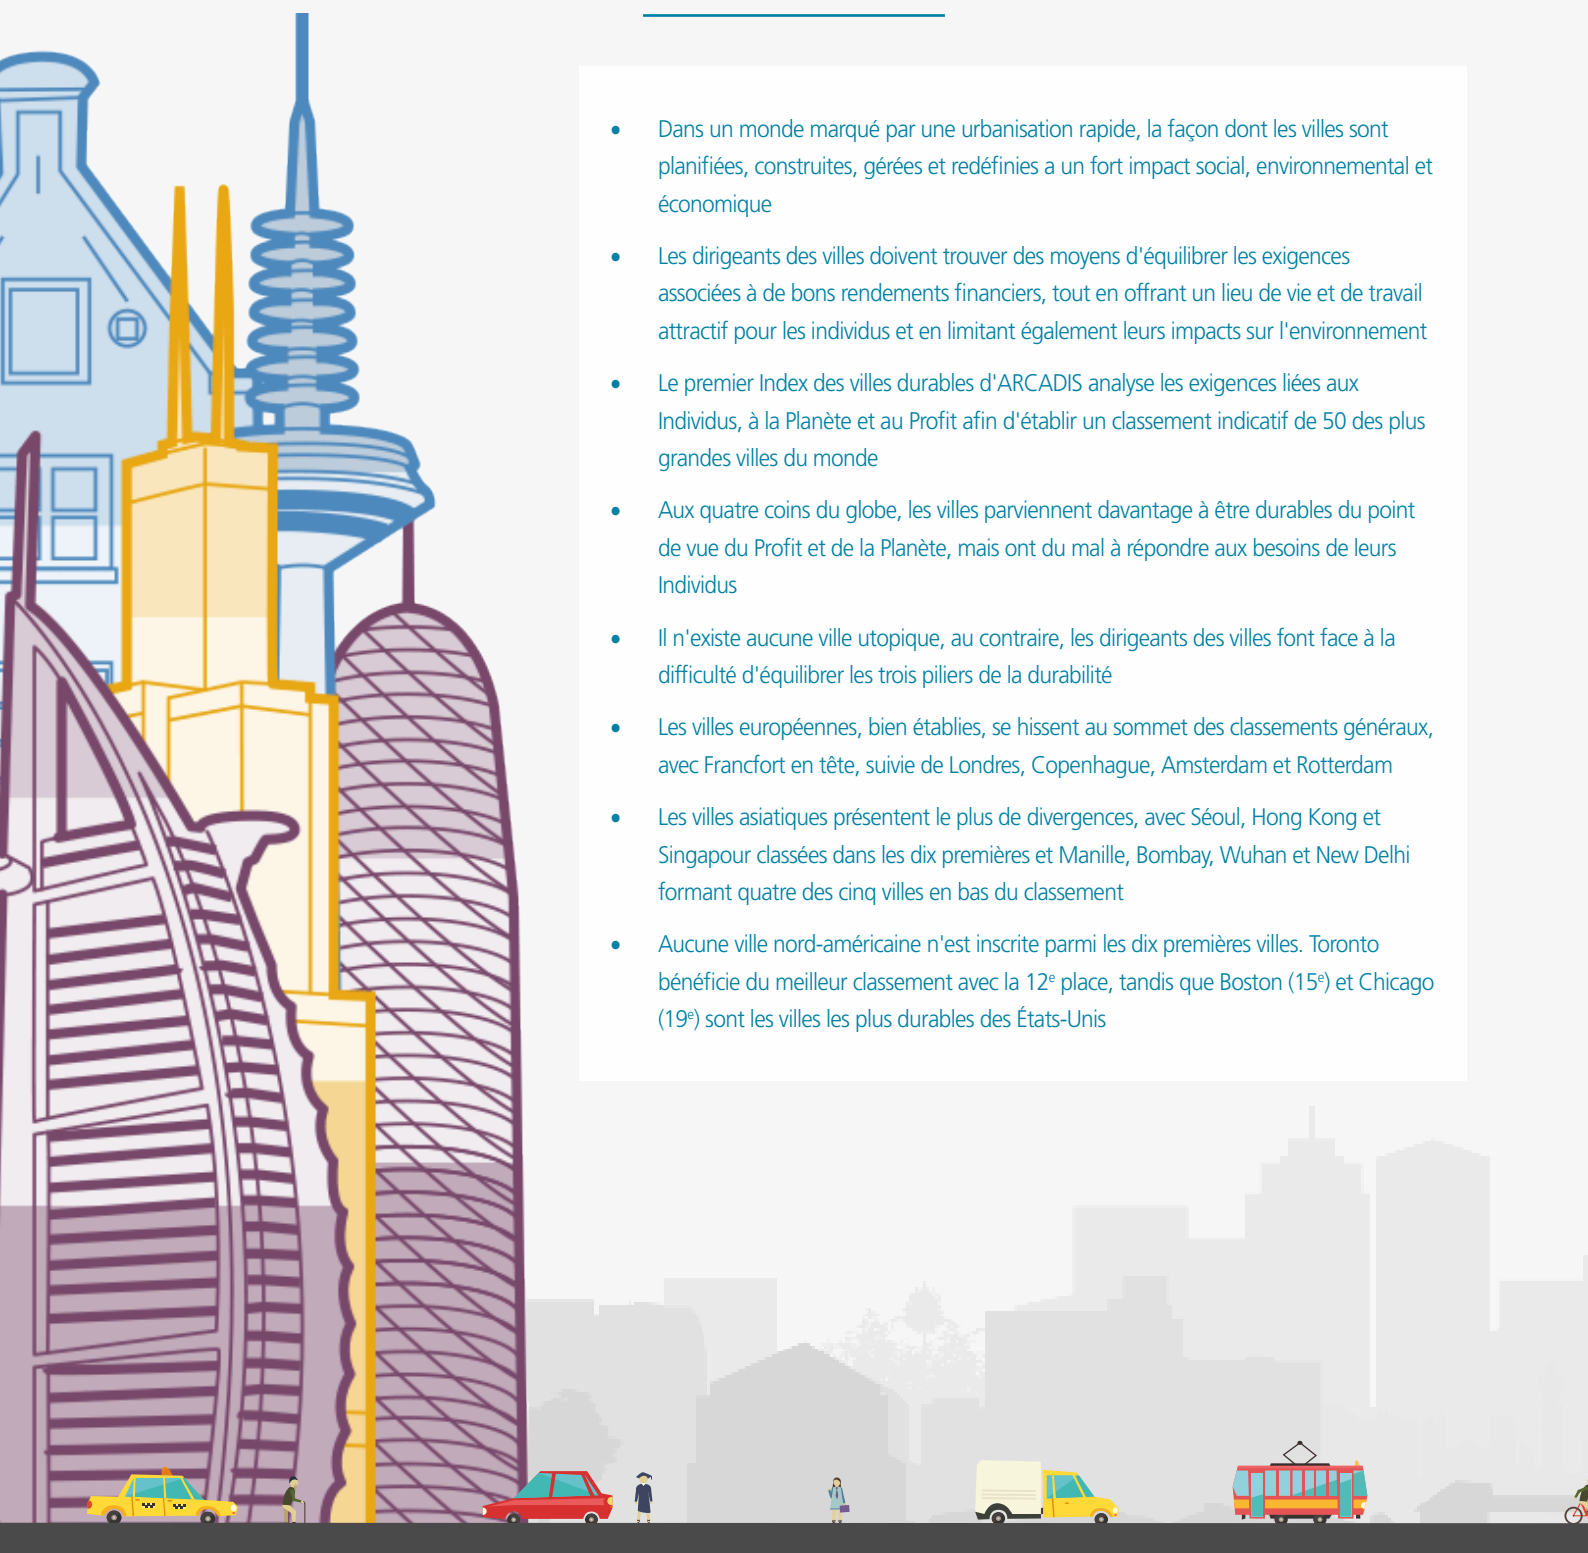 • Dans un monde marqué par une urbanisation rapide, la façon dont les villes sont
planifiées, construites, gérées et redéfinies a un fort impact social, environnemental et
économique
• Les dirigeants des villes doivent trouver des moyens d'équilibrer les exigences
associées à de bons rendements financiers, tout en offrant un lieu de vie et de travail
attractif pour les individus et en limitant également leurs impacts sur l'environnement
• Le premier Index des villes durables d'ARCADIS analyse les exigences liées aux
Individus, à la Planète et au Profit afin d'établir un classement indicatif de 50 des plus
grandes villes du monde
• Aux quatre coins du globe, les villes parviennent davantage à être durables du point
de vue du Profit et de la Planète, mais ont du mal à répondre aux besoins de leurs
Individus
• Il n'existe aucune ville utopique, au contraire, les dirigeants des villes font face à la
difficulté d'équilibrer les trois piliers de la durabilité
• Les villes européennes, bien établies, se hissent au sommet des classements généraux,
avec Francfort en tête, suivie de Londres, Copenhague, Amsterdam et Rotterdam
• Les villes asiatiques présentent le plus de divergences, avec Séoul, Hong Kong et
Singapour classées dans les dix premières et Manille, Bombay, Wuhan et New Delhi
formant quatre des cinq villes en bas du classement
• Aucune ville nord-américaine n'est inscrite parmi les dix premières villes. Toronto
bénéficie du meilleur classement avec la 12e place, tandis que Boston (15e) et Chicago
(19e) sont les villes les plus durables des États-Unis